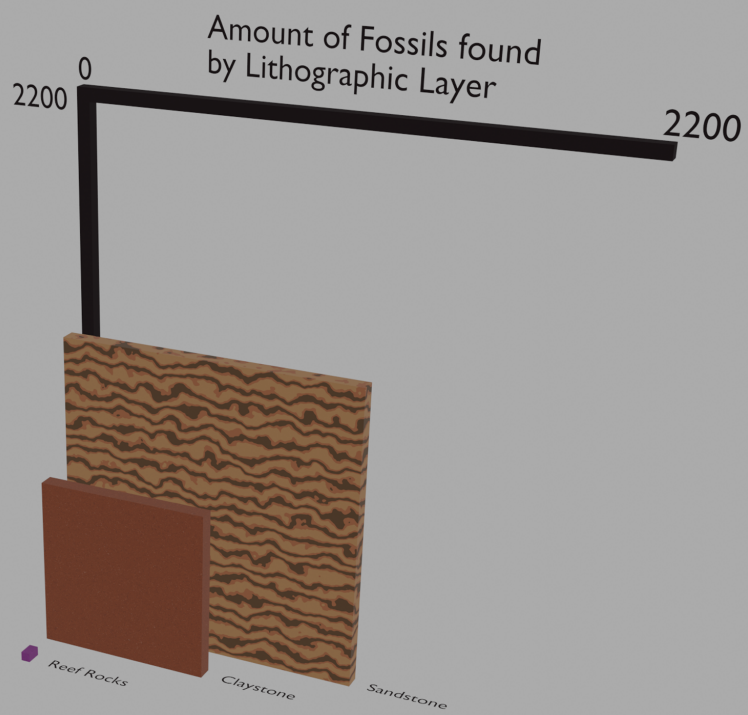 Amount of Fossils found
by Lithographic Layer
0
2200
2200
Reef Rocks
Claystone
Sandstone